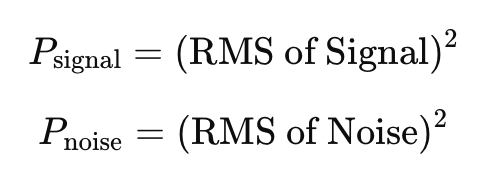 P_signal = (RMS of Signal)²
P_noise = (RMS of Noise)²